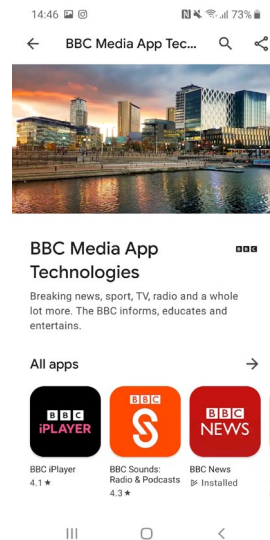 14:46 73%
BBC Media App Tec...
BBC Media App
BBC
Technologies
Breaking news, sport, TV, radio and a whole
lot more. The BBC informs, educates and
entertains.
All apps
BBC
iPLAYER
BBC
S
BBC
NEWS
BBC iPlayer
4.1★
BBC Sounds:
Radio & Podcasts
4.3★
BBC News
Installed